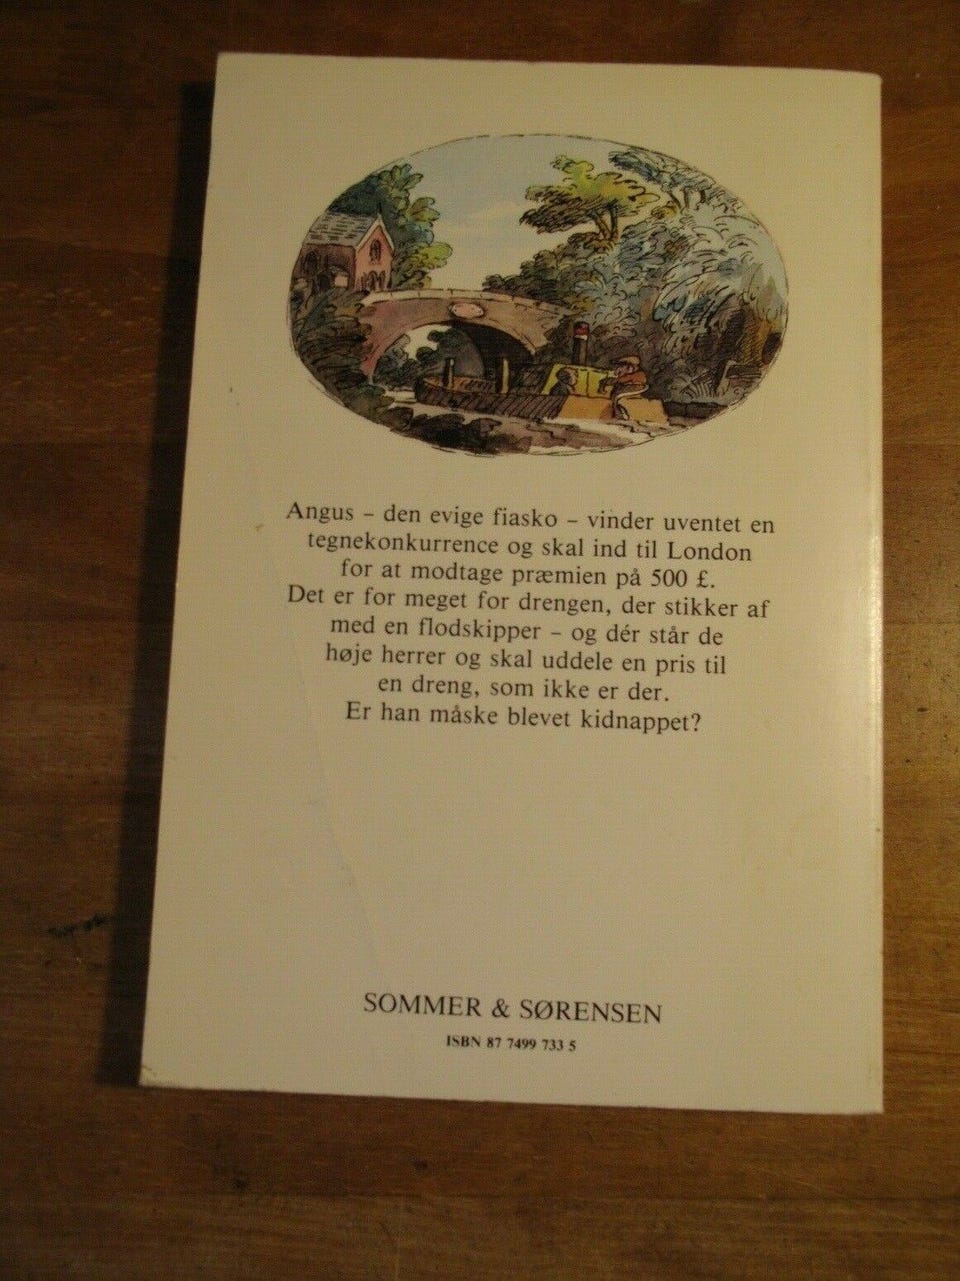 Angus – den evige fiasko – vinder uventet en
tegnekonkurrence og skal ind til London
for at modtage præmien på 500 £.
Det er for meget for drengen, der stikker af
med en flodskipper – og dér står de
høje herrer og skal uddele en pris til
en dreng, som ikke er der.
Er han måske blevet kidnappet?
SOMMER & SØRENSEN
ISBN 87 7499 733 5